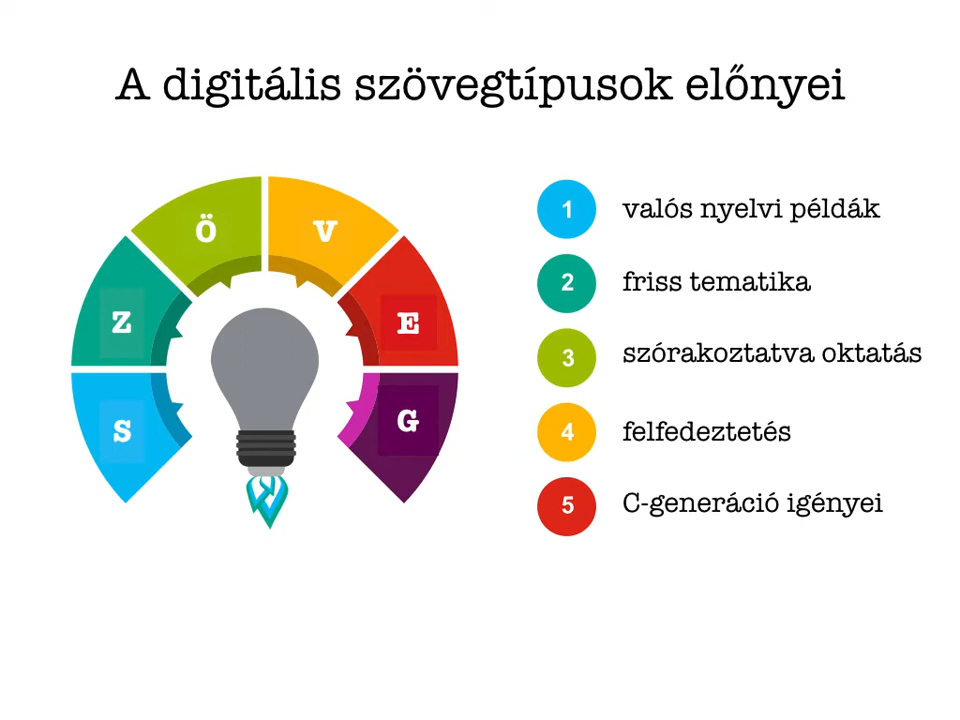 A digitális szövegtípusok előnyei
S
Z
Ö
V
E
G
1 valós nyelvi példák
2 friss tematika
3 szórakoztatva oktatás
4 felfedeztetés
5 C-generáció igényei